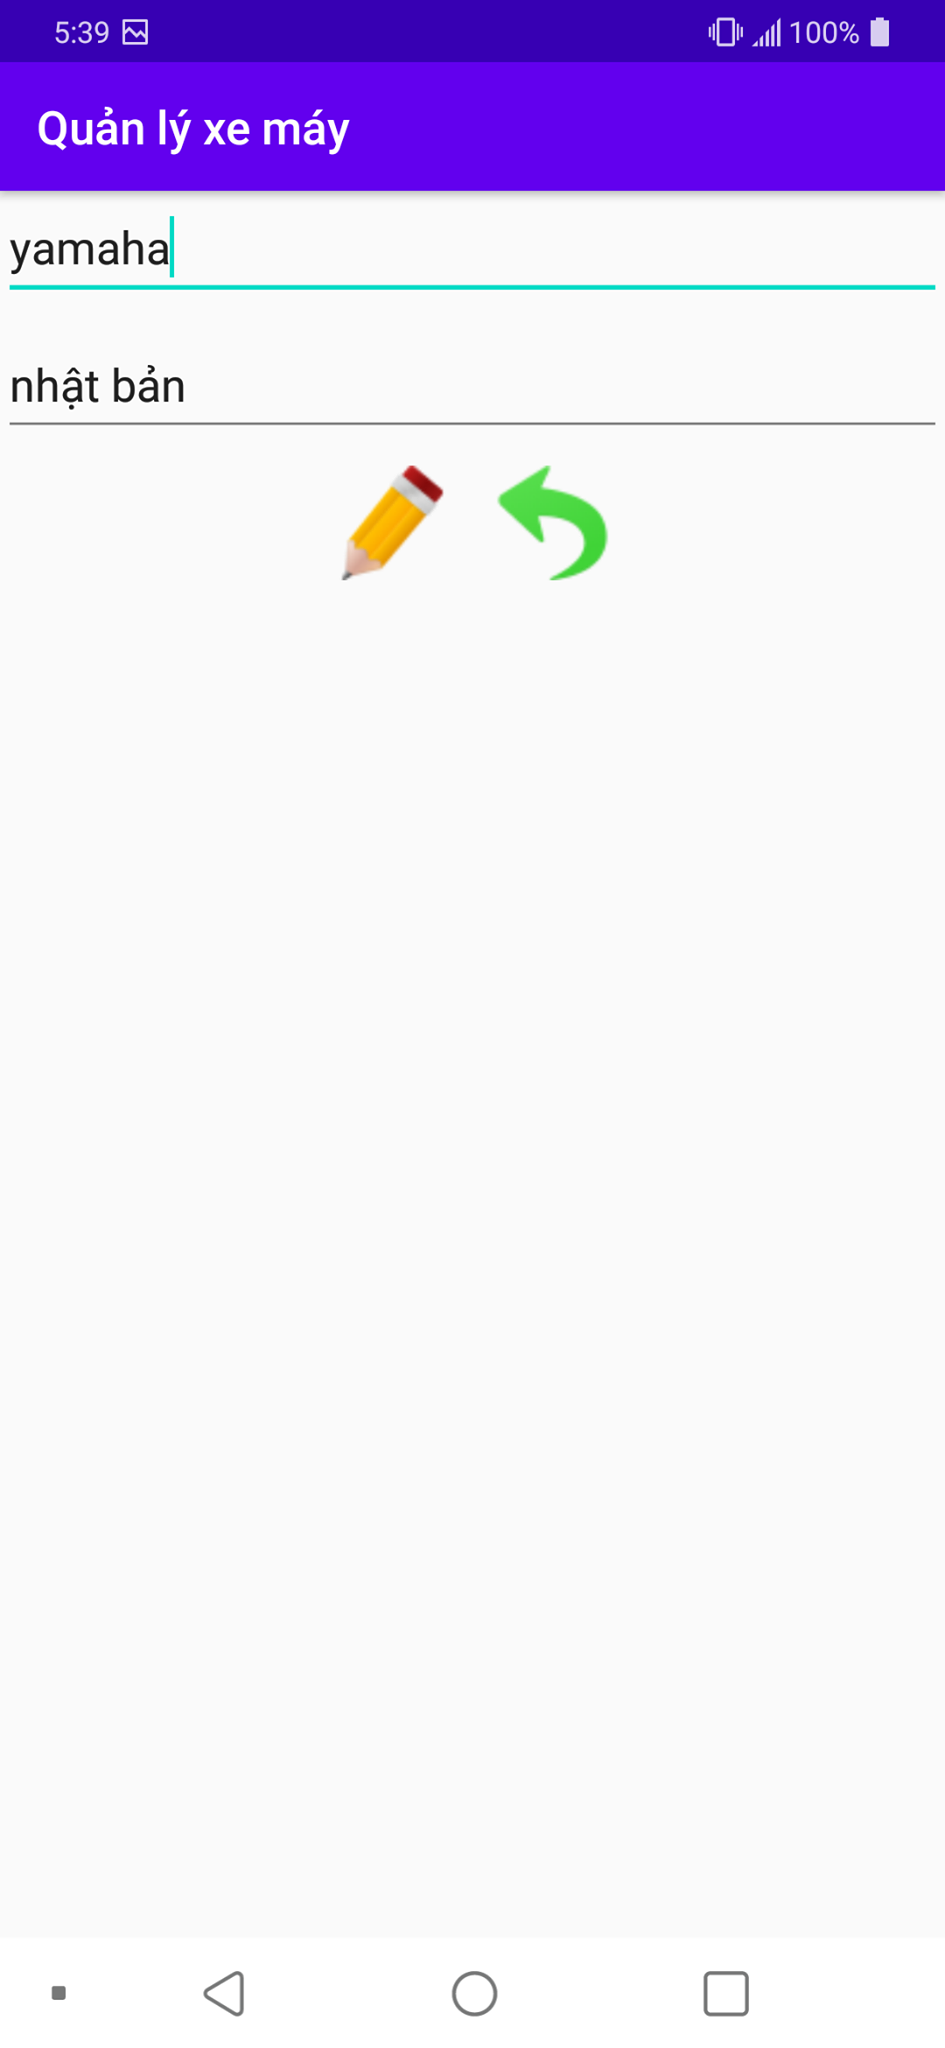 5:39 100%
Quản lý xe máy
yamaha
nhật bản